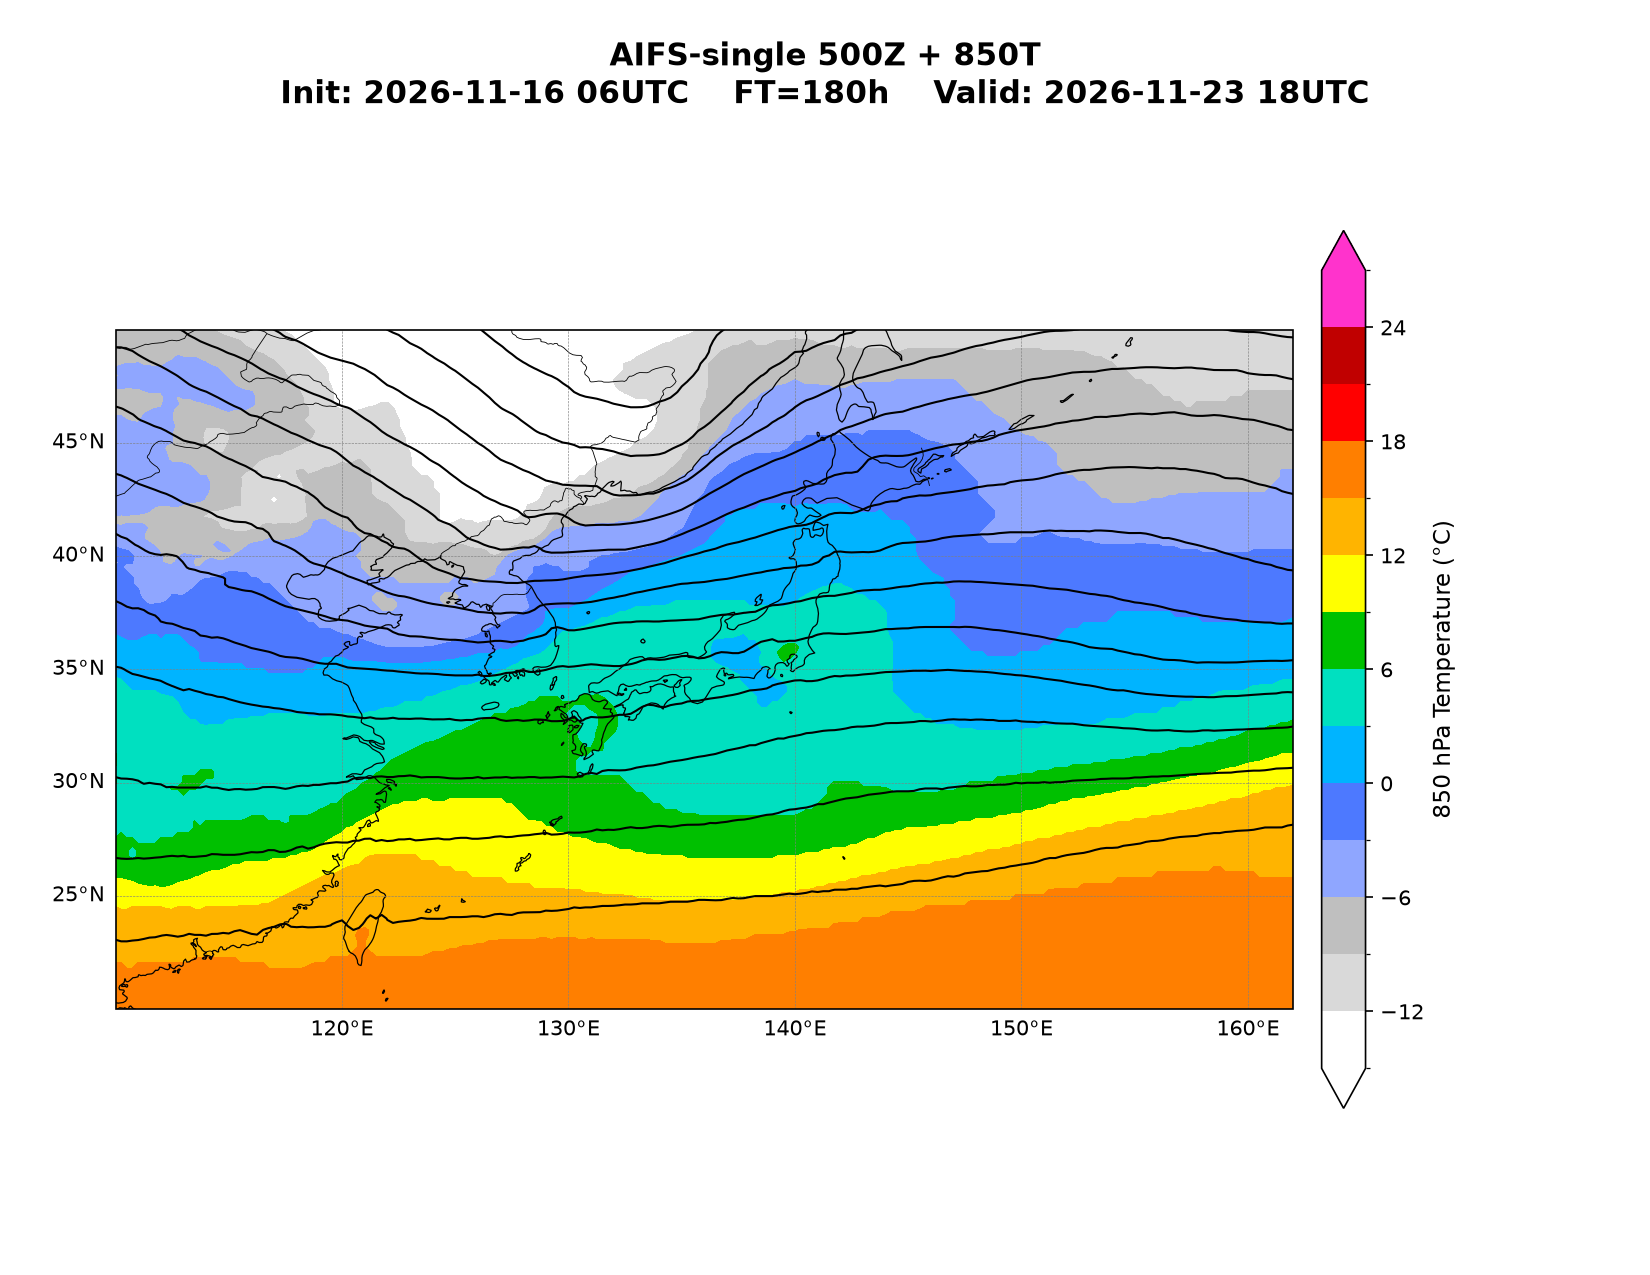 AIFS-single 500Z + 850T
Init: 2026-11-16 06UTC    FT=180h    Valid: 2026-11-23 18UTC
45°N
40°N
35°N
30°N
25°N
120°E
130°E
140°E
150°E
160°E
24
18
12
6
0
−6
−12
850 hPa Temperature (°C)